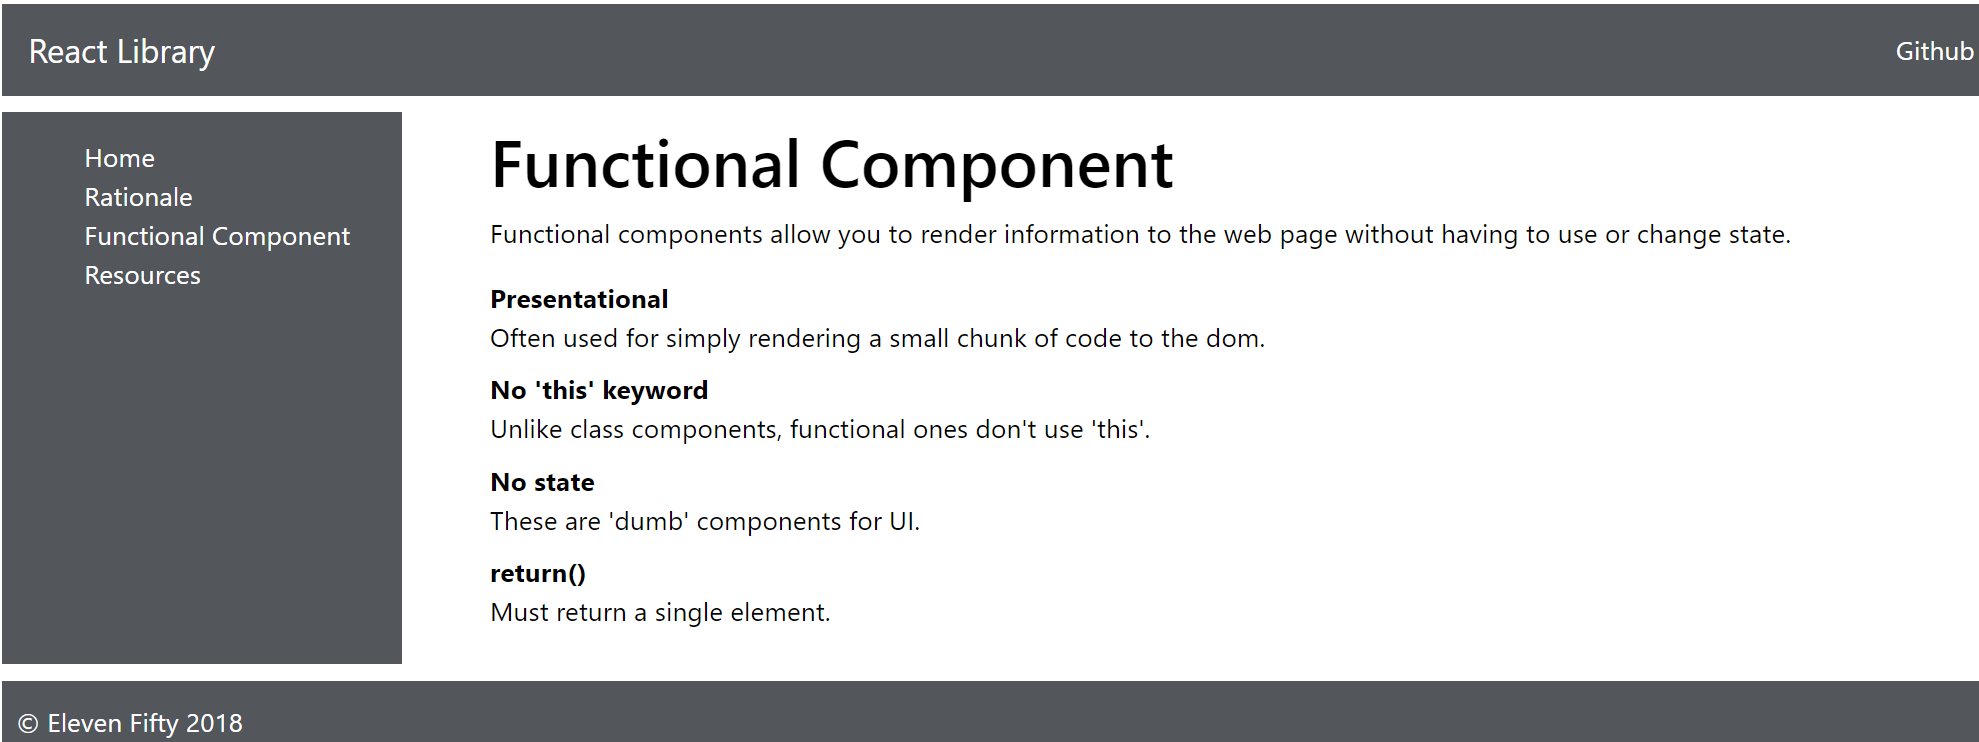 React Library
Github
Home
Rationale
Functional Component
Resources
Functional Component
Functional components allow you to render information to the web page without having to use or change state.
Presentational
Often used for simply rendering a small chunk of code to the dom.
No 'this' keyword
Unlike class components, functional ones don't use 'this'.
No state
These are 'dumb' components for UI.
return()
Must return a single element.
© Eleven Fifty 2018